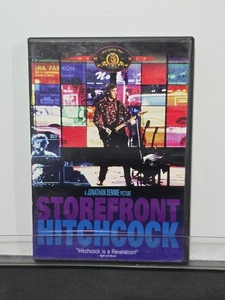 A JONATHAN DEMME PICTURE
STOREFRONT
HITCHCOCK
"Hitchcock is a Revelation!"